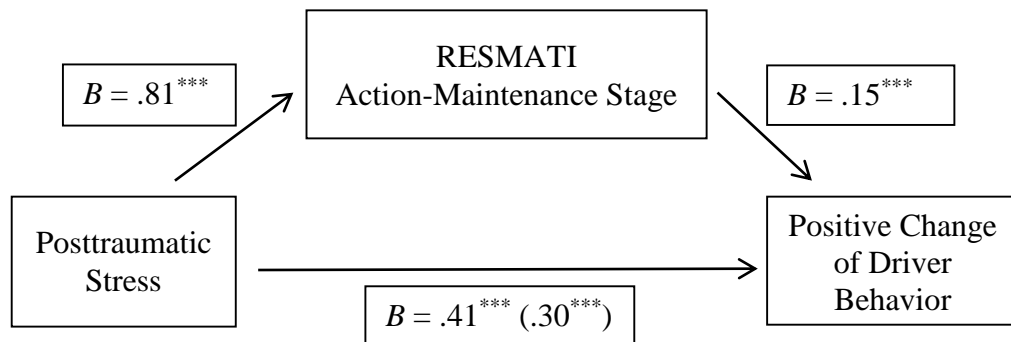 RESMATI
Action-Maintenance Stage
B = .81***
B = .15***
Posttraumatic
Stress
Positive Change
of Driver
Behavior
B = .41*** (.30***)